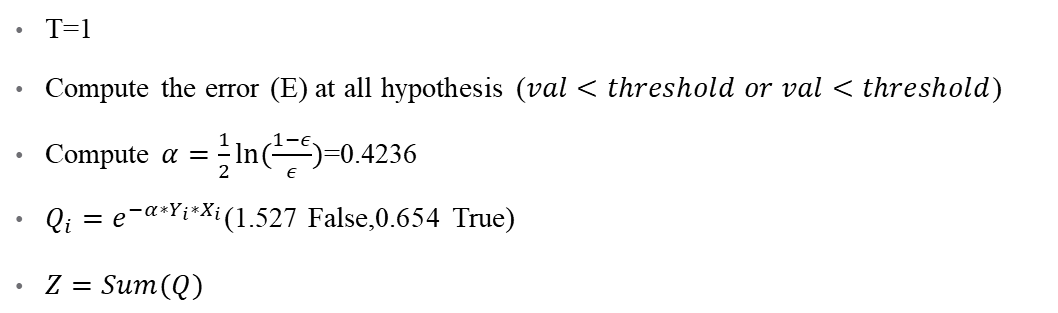 • T=1
• Compute the error (E) at all hypothesis (val < threshold or val < threshold)
• Compute α = 1/2 ln((1−ϵ)/ϵ)=0.4236
• Qᵢ = e^(−α∗Yᵢ∗Xᵢ)(1.527 False,0.654 True)
• Z = Sum(Q)